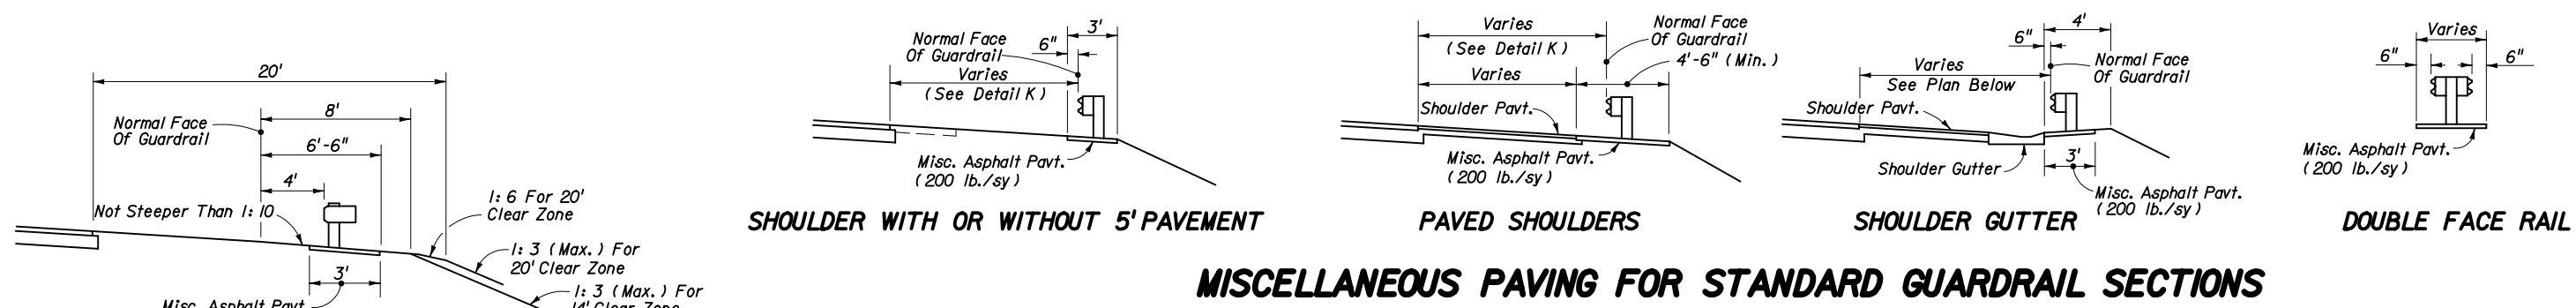 20'
8'
Normal Face
Of Guardrail
6'-6"
4'
Not Steeper Than 1:10
1:6 For 20'
Clear Zone
1:3 (Max.) For
20' Clear Zone
3'
1:3 (Max.) For
14' Clear Zone
Misc. Asphalt Pavt.
3'
6"
Normal Face
Of Guardrail
Varies
(See Detail K)
Misc. Asphalt Pavt.
(200 lb./sy)
SHOULDER WITH OR WITHOUT 5' PAVEMENT
Varies
(See Detail K)
Normal Face
Of Guardrail
4'-6" (Min.)
Varies
Shoulder Pavt.
Misc. Asphalt Pavt.
(200 lb./sy)
PAVED SHOULDERS
4'
6"
Normal Face
Of Guardrail
Varies
See Plan Below
Shoulder Pavt.
Shoulder Gutter
3'
Misc. Asphalt Pavt.
(200 lb./sy)
SHOULDER GUTTER
Varies
6"
6"
Misc. Asphalt Pavt.
(200 lb./sy)
DOUBLE FACE RAIL
MISCELLANEOUS PAVING FOR STANDARD GUARDRAIL SECTIONS